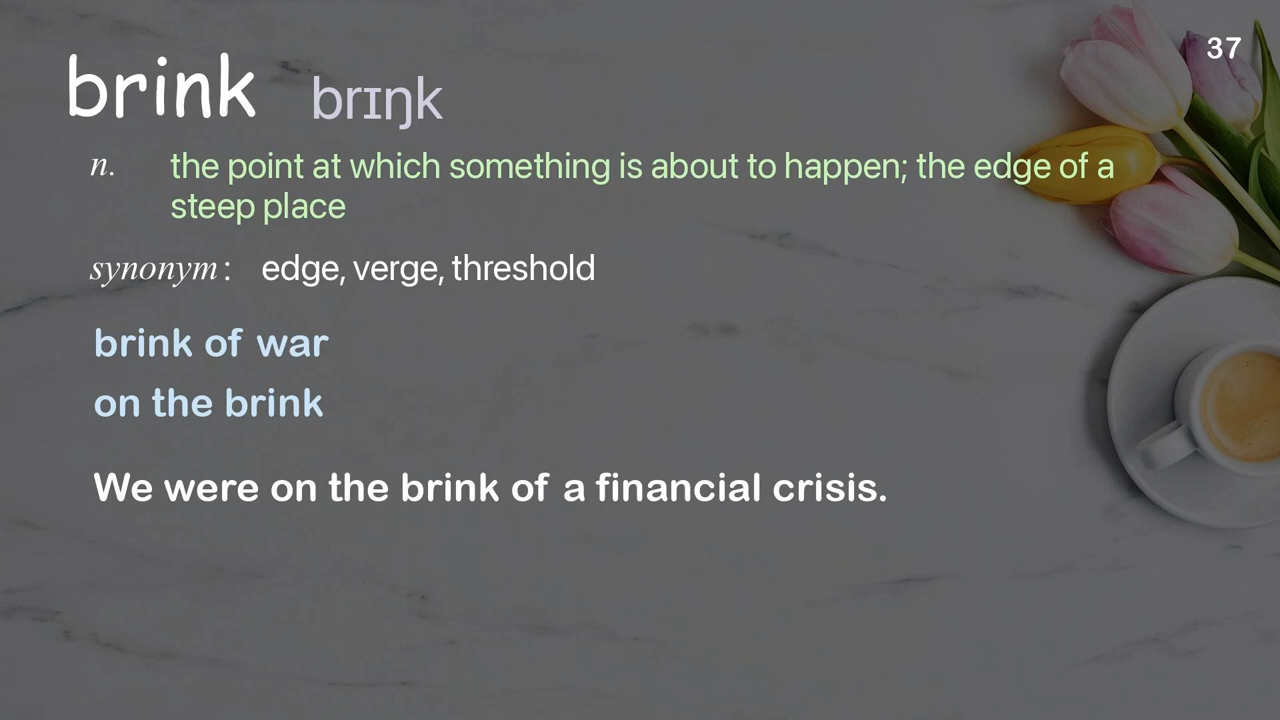 37
brink brɪŋk
n. the point at which something is about to happen; the edge of a
steep place
synonym: edge, verge, threshold
brink of war
on the brink
We were on the brink of a financial crisis.